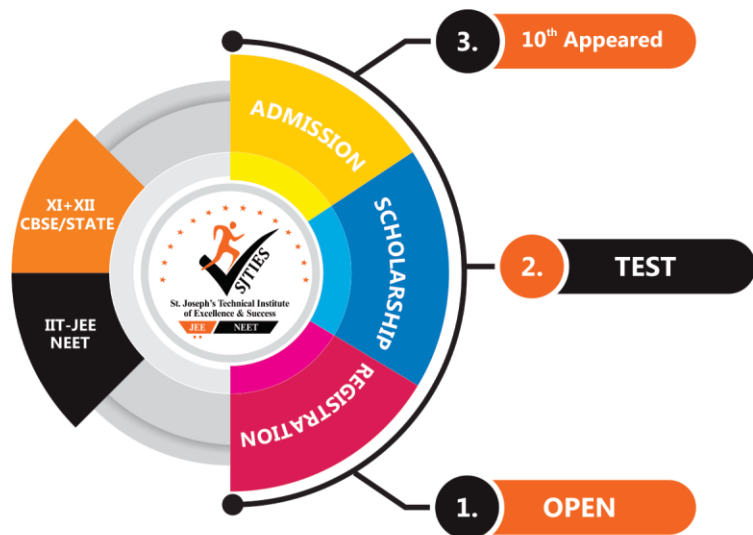 3.
10th Appeared
ADMISSION
XI+XII
CBSE/STATE
SCHOLARSHIP
SJTIES
2.
TEST
St. Joseph's Technical Institute
of Excellence & Success
JEE
NEET
IIT-JEE
NEET
REGISTRATION
1.
OPEN